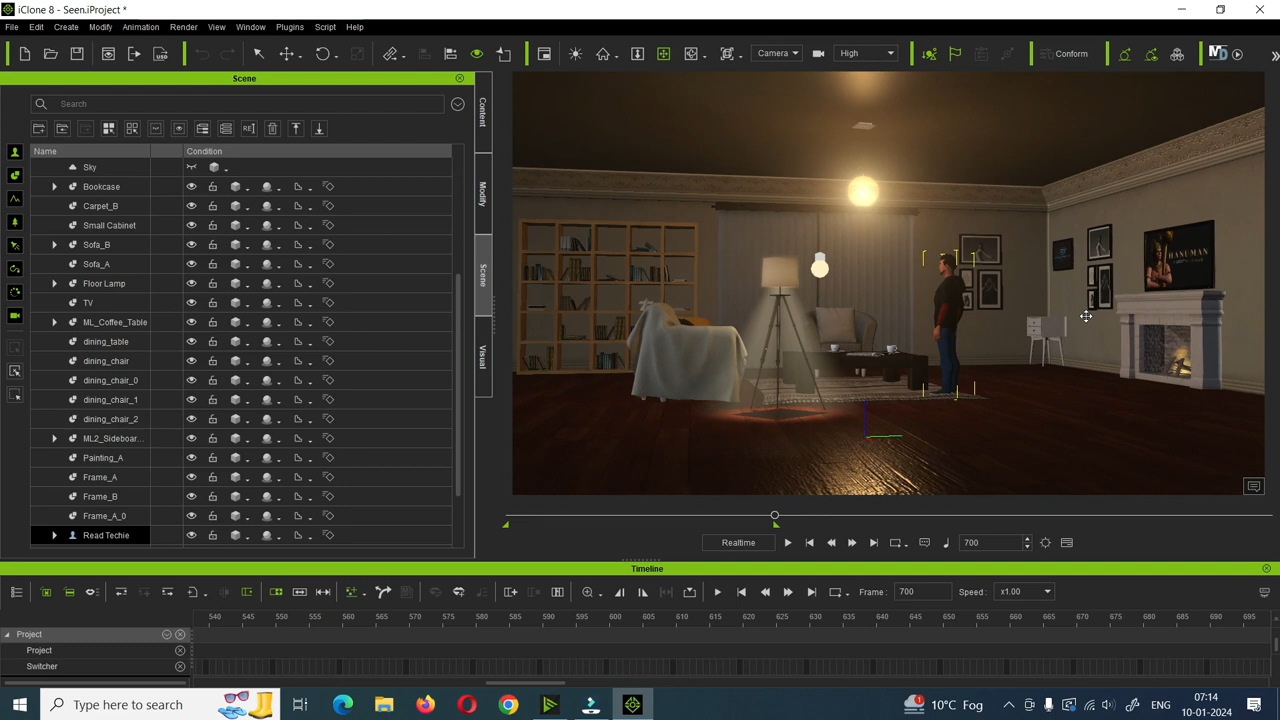 iClone 8 - Seen.iProject *
File Edit Create Modify Animation Render View Window Plugins Script Help
Camera High Conform
Scene
Search
Name Condition
Sky
Bookcase
Carpet_B
Small Cabinet
Sofa_B
Sofa_A
Floor Lamp
TV
ML_Coffee_Table
dining_table
dining_chair
dining_chair_0
dining_chair_1
dining_chair_2
ML2_Sideboar...
Painting_A
Frame_A
Frame_B
Frame_A_0
Read Techie
Content
Modify
Scene
Visual
HANUMAN
Realtime 700
Timeline
Frame : 700 Speed : x1.00
540 545 550 555 560 565 570 575 580 585 590 595 600 605 610 615 620 625 630 635 640 645 650 655 660 665 670 675 680 685 690 695
Project
Project
Switcher
Type here to search
10°C Fog
ENG
07:14
10-01-2024